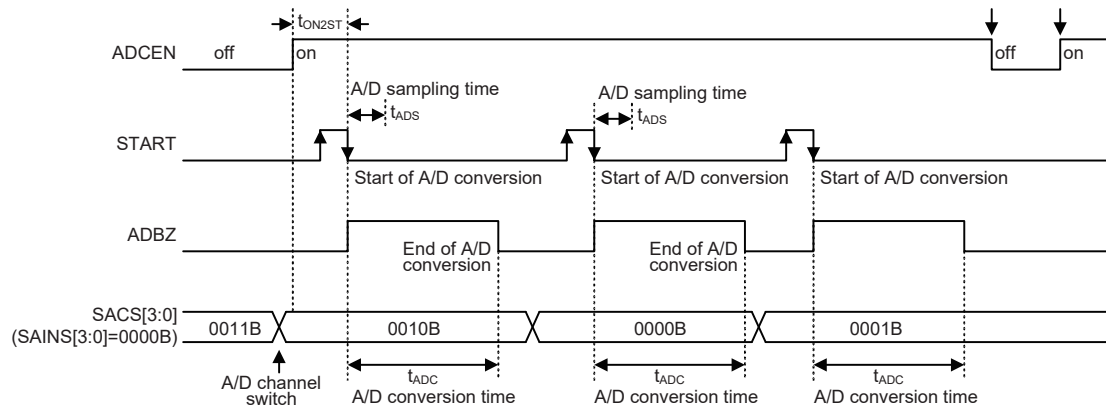 tON2ST
ADCEN
off
on
off
on
A/D sampling time
tADS
A/D sampling time
tADS
START
Start of A/D conversion
Start of A/D conversion
Start of A/D conversion
ADBZ
End of A/D
conversion
End of A/D
conversion
SACS[3:0]
(SAINS[3:0]=0000B)
0011B
0010B
0000B
0001B
A/D channel
switch
tADC
A/D conversion time
tADC
A/D conversion time
tADC
A/D conversion time